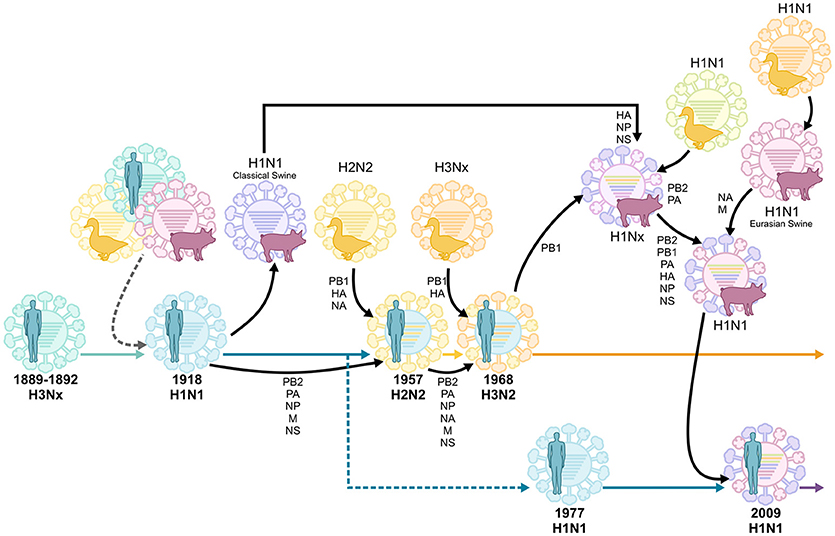 H1N1
H1N1
HA
NP
NS
H1N1
Classical Swine
H2N2
H3Nx
PB2
PA
NA
M
H1N1
Eurasian Swine
H1Nx
PB1
PB2
PB1
PA
HA
NP
NS
PB1
HA
NA
PB1
HA
H1N1
1889-1892
H3Nx
1918
H1N1
1957
H2N2
1968
H3N2
PB2
PA
NP
M
NS
PB2
PA
NP
NA
M
NS
1977
H1N1
2009
H1N1